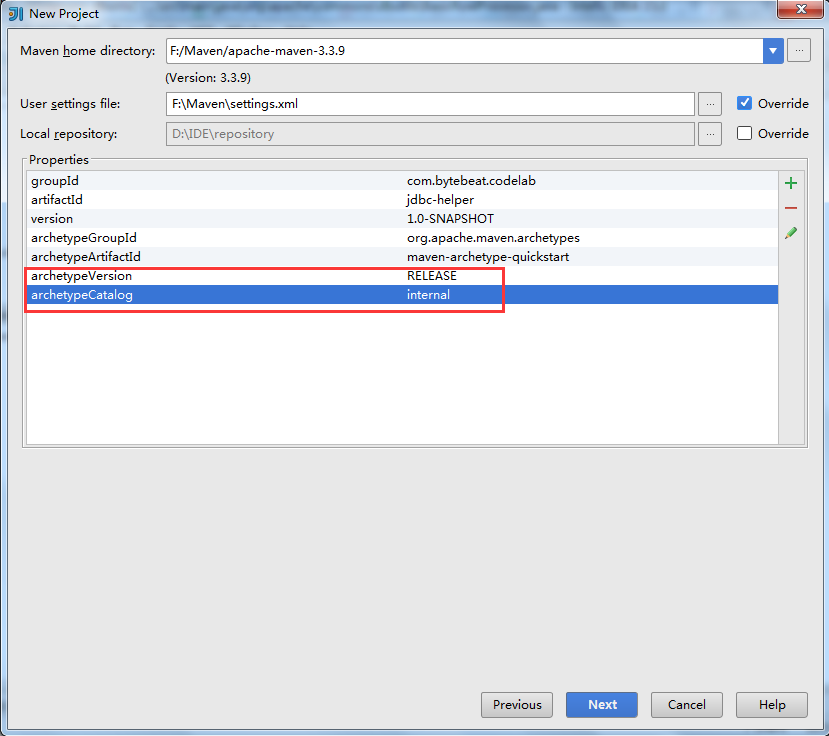 New Project
Maven home directory: F:/Maven/apache-maven-3.3.9 ...
(Version: 3.3.9)
User settings file: F:\Maven\settings.xml ... Override
Local repository: D:\IDE\repository ... Override
Properties
groupId com.bytebeat.codelab
artifactId jdbc-helper
version 1.0-SNAPSHOT
archetypeGroupId org.apache.maven.archetypes
archetypeArtifactId maven-archetype-quickstart
archetypeVersion RELEASE
archetypeCatalog internal
Previous Next Cancel Help